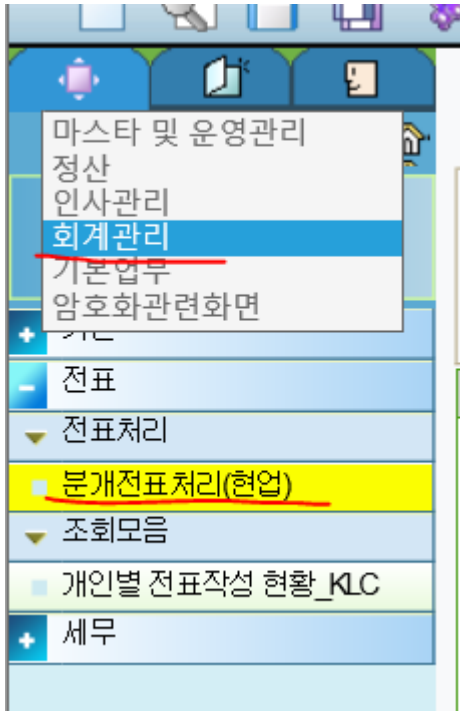 마스타 및 운영관리
정산
인사관리
회계관리
기본업무
암호화관련화면
전표
전표처리
분개전표처리(현업)
조회모음
개인별 전표작성 현황_KLC
세무